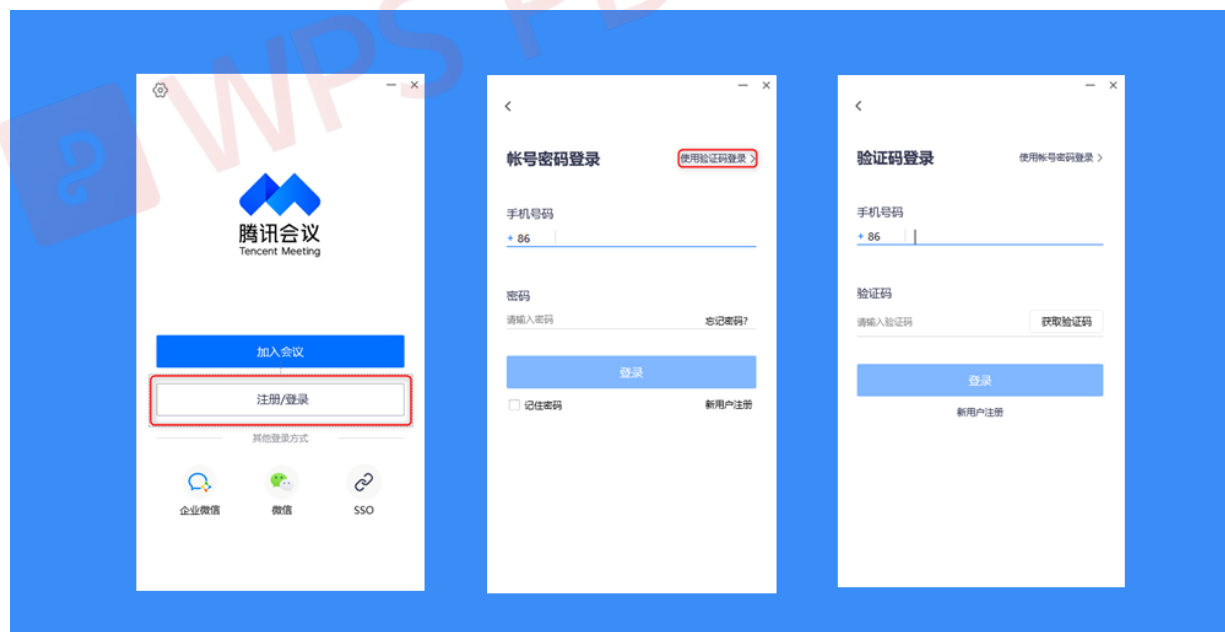 WPS PD
腾讯会议
Tencent Meeting
加入会议
注册/登录
其他登录方式
企业微信
微信
SSO
帐号密码登录
使用验证码登录 >
手机号码
+ 86
密码
请输入密码
忘记密码?
登录
记住密码
新用户注册
验证码登录
使用帐号密码登录 >
手机号码
+ 86
验证码
请输入验证码
获取验证码
登录
新用户注册